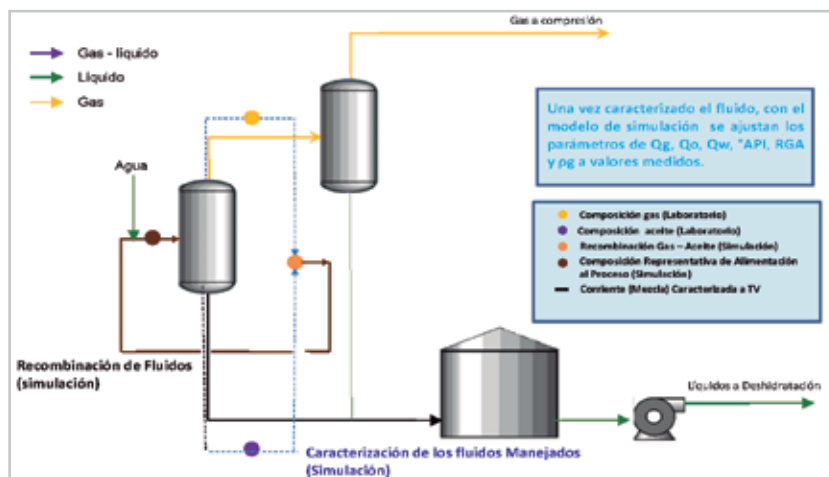 Gas a compresión
Gas - líquido
Líquido
Gas
Agua
Una vez caracterizado el fluido, con el
modelo de simulación se ajustan los
parámetros de Qg, Qo, Qw, °API, RGA
y ρg a valores medidos.
Composición gas (Laboratorio)
Composición aceite (Laboratorio)
Recombinación Gas – Aceite (Simulación)
Composición Representativa de Alimentación
al Proceso (Simulación)
Corriente (Mezcla) Caracterizada a TV
Recombinación de Fluidos
(simulación)
Líquidos a Deshidratación
Caracterización de los fluidos Manejados
(Simulación)